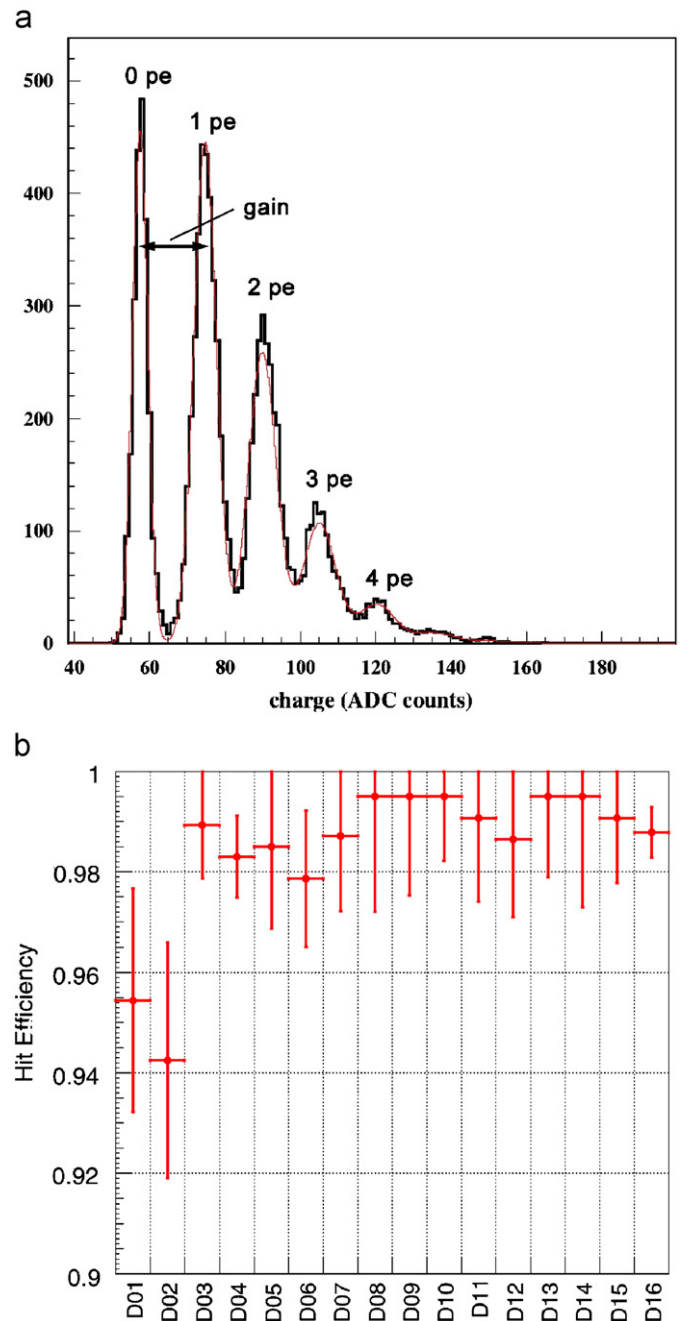 a
500
400
300
200
100
0
0 pe
1 pe
gain
2 pe
3 pe
4 pe
40 60 80 100 120 140 160 180
charge (ADC counts)
b
Hit Efficiency
1
0.98
0.96
0.94
0.92
0.9
D01 D02 D03 D04 D05 D06 D07 D08 D09 D10 D11 D12 D13 D14 D15 D16